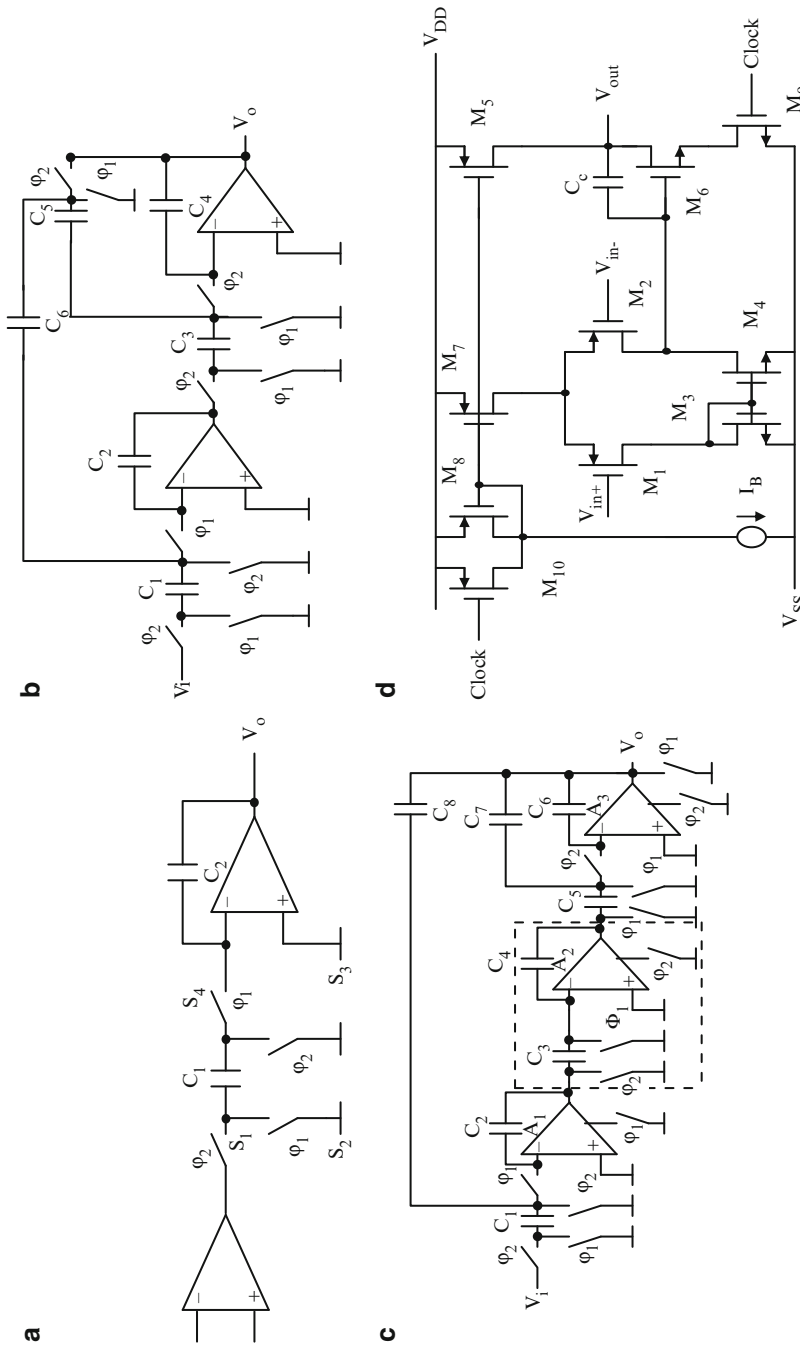 a
φ2
S1
φ1
S2
C1
φ2
S4
φ1
S3
−
+
−
+
C2
Vo
b
Vi
φ2
φ1
C1
φ2
φ1
C2
−
+
φ2
φ1
C3
φ1
φ2
C6
C5
φ2
φ1
C4
−
+
Vo
c
Vi
φ2
φ1
C1
φ1
φ2
C2
A1
−
+
φ1
C3
φ2
Φ1
C4
A2
−
+
φ2
φ1
C5
φ1
φ2
C8
C7
C6
A3
−
+
φ2
Vo
φ1
d
Clock
M10
M8
M7
VDD
M5
Vin+
M1
M2
Vin-
Cc
Vout
M6
M3
M4
IB
VSS
Clock